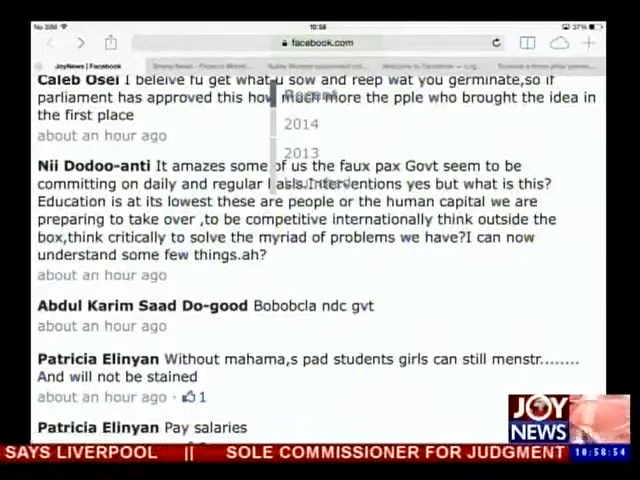 No SIM
10:58
37%
facebook.com
JoyNews | Facebook
Caleb Osei I beleive fu get what u sow and reep wat you germinate,so if
parliament has approved this how much more the pple who brought the idea in
the first place
about an hour ago
Recent
2014
2013
Nii Dodoo-anti It amazes some of us the faux pax Govt seem to be
committing on daily and regular basis.Interventions yes but what is this?
Education is at its lowest these are people or the human capital we are
preparing to take over ,to be competitive internationally think outside the
box,think critically to solve the myriad of problems we have?I can now
understand some few things.ah?
about an hour ago
Abdul Karim Saad Do-good Bobobcla ndc gvt
about an hour ago
Patricia Elinyan Without mahama,s pad students girls can still menstr........
And will not be stained
about an hour ago · 1
Patricia Elinyan Pay salaries
JOY
NEWS
SAYS LIVERPOOL || SOLE COMMISSIONER FOR JUDGMENT
10:58:54